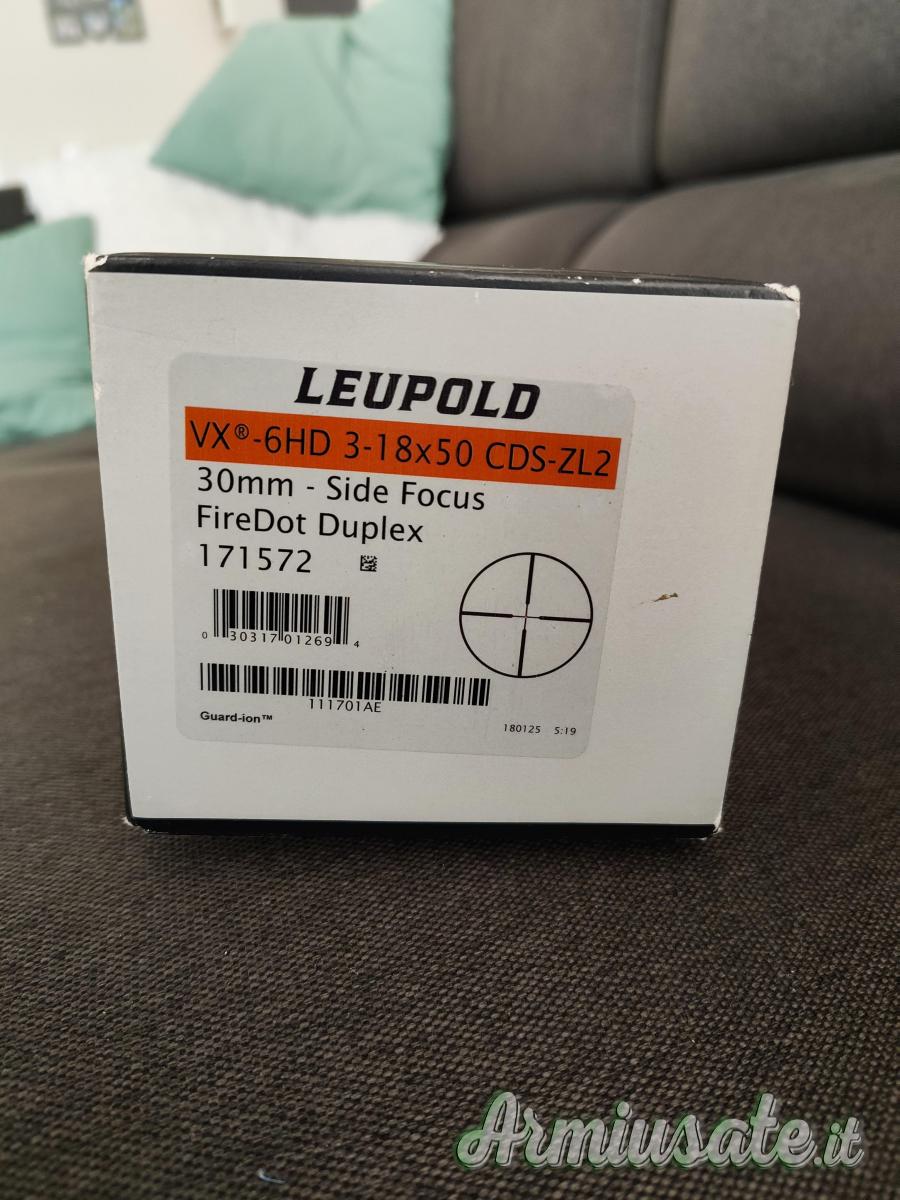 LEUPOLD
VX®-6HD 3-18x50 CDS-ZL2
30mm - Side Focus
FireDot Duplex
171572
0 30317 01269 4
111701AE
Guard-ion™
180125 5:19
Armiusate.it